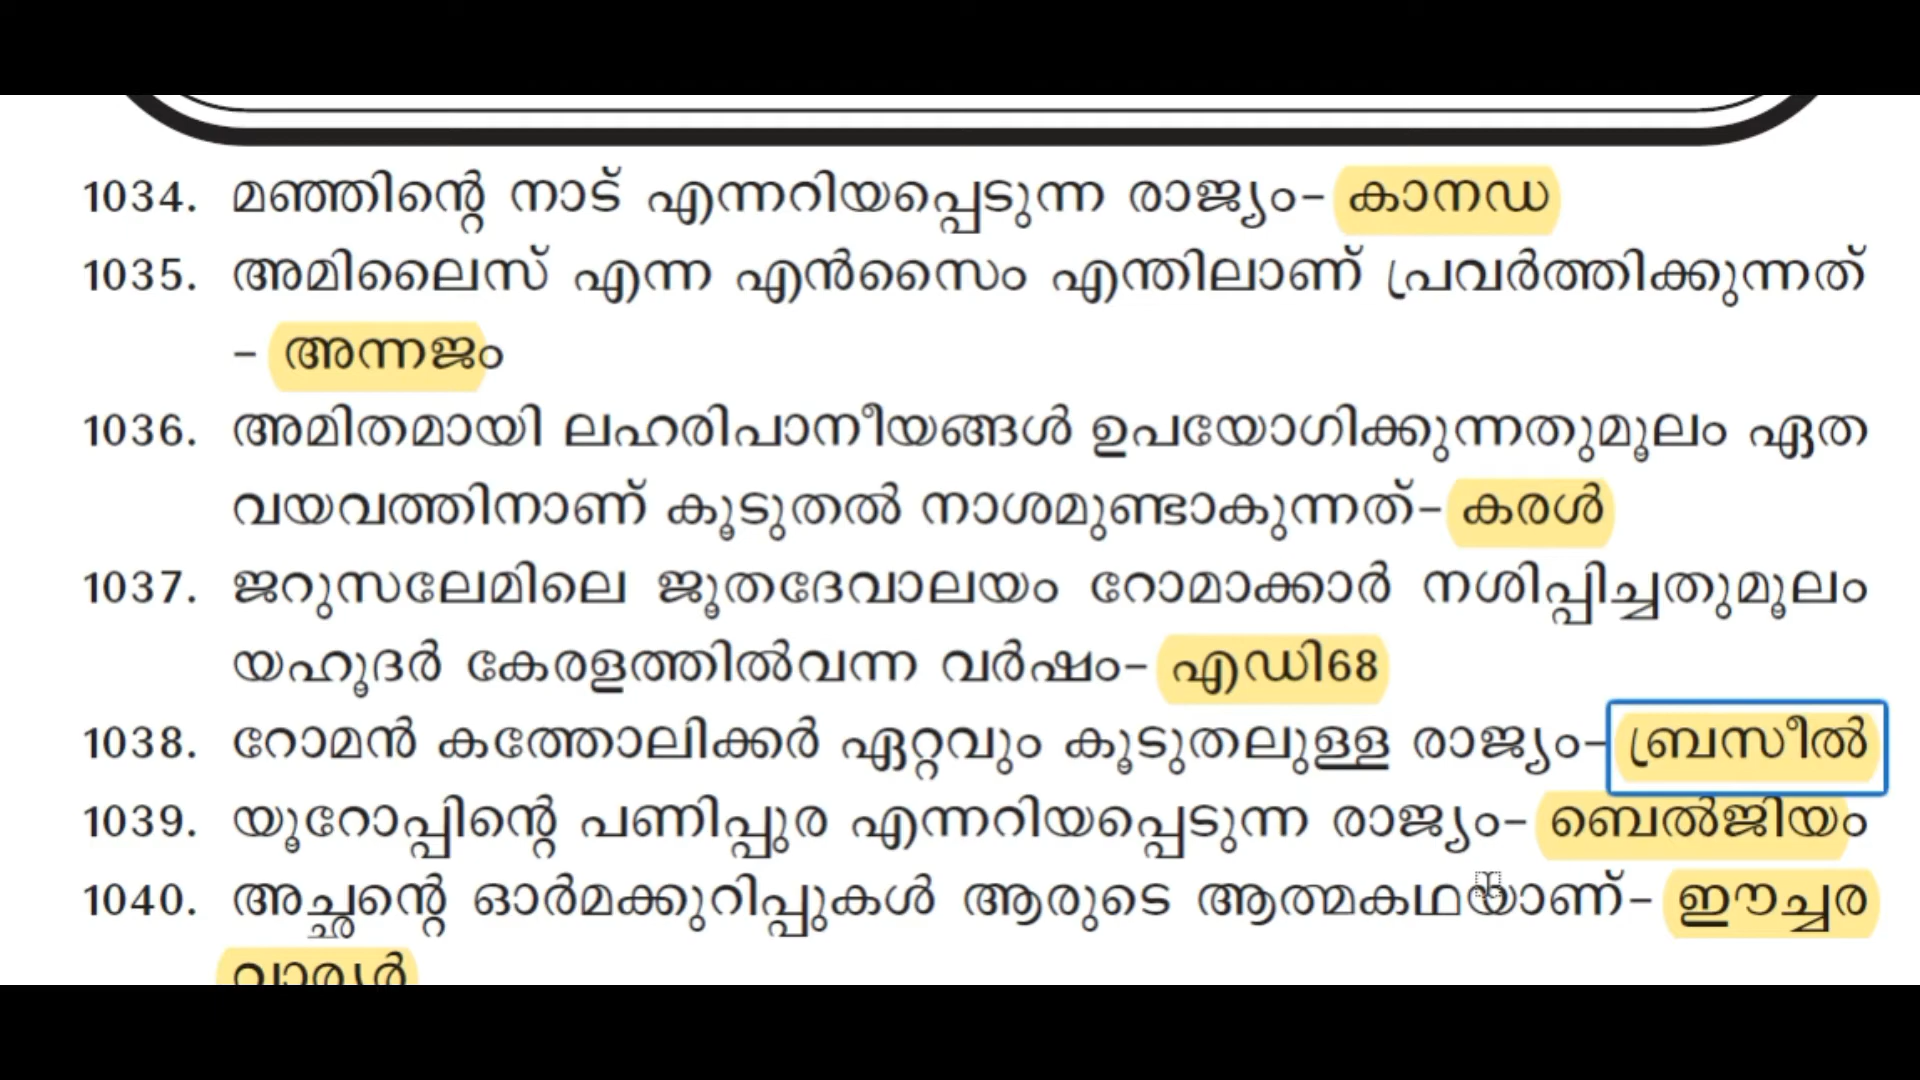 1034. മഞ്ഞിന്റെ നാട് എന്നറിയപ്പെടുന്ന രാജ്യം- കാനഡ
1035. അമിലൈസ് എന്ന എൻസൈം എന്തിലാണ് പ്രവർത്തിക്കുന്നത്
- അന്നജം
1036. അമിതമായി ലഹരിപാനീയങ്ങൾ ഉപയോഗിക്കുന്നതുമൂലം ഏത
വയവത്തിനാണ് കൂടുതൽ നാശമുണ്ടാകുന്നത്- കരൾ
1037. ജറുസലേമിലെ ജൂതദേവാലയം റോമാക്കാർ നശിപ്പിച്ചതുമൂലം
യഹൂദർ കേരളത്തിൽവന്ന വർഷം- എഡി68
1038. റോമൻ കത്തോലിക്കർ ഏറ്റവും കൂടുതലുള്ള രാജ്യം- ബ്രസീൽ
1039. യൂറോപ്പിന്റെ പണിപ്പുര എന്നറിയപ്പെടുന്ന രാജ്യം- ബെൽജിയം
1040. അച്ഛന്റെ ഓർമക്കുറിപ്പുകൾ ആരുടെ ആത്മകഥയാണ്- ഈച്ചര
വാര്യർ